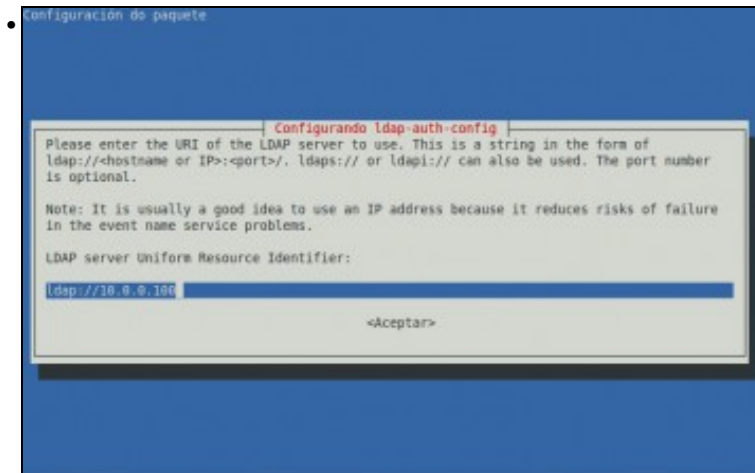 Configuración do paquete
Configurando ldap-auth-config
Please enter the URI of the LDAP server to use. This is a string in the form of
ldap://<hostname or IP>:<port>/. ldaps:// or ldapi:// can also be used. The port number
is optional.
Note: It is usually a good idea to use an IP address because it reduces risks of failure
in the event name service problems.
LDAP server Uniform Resource Identifier:
ldap://10.0.0.100
<Aceptar>